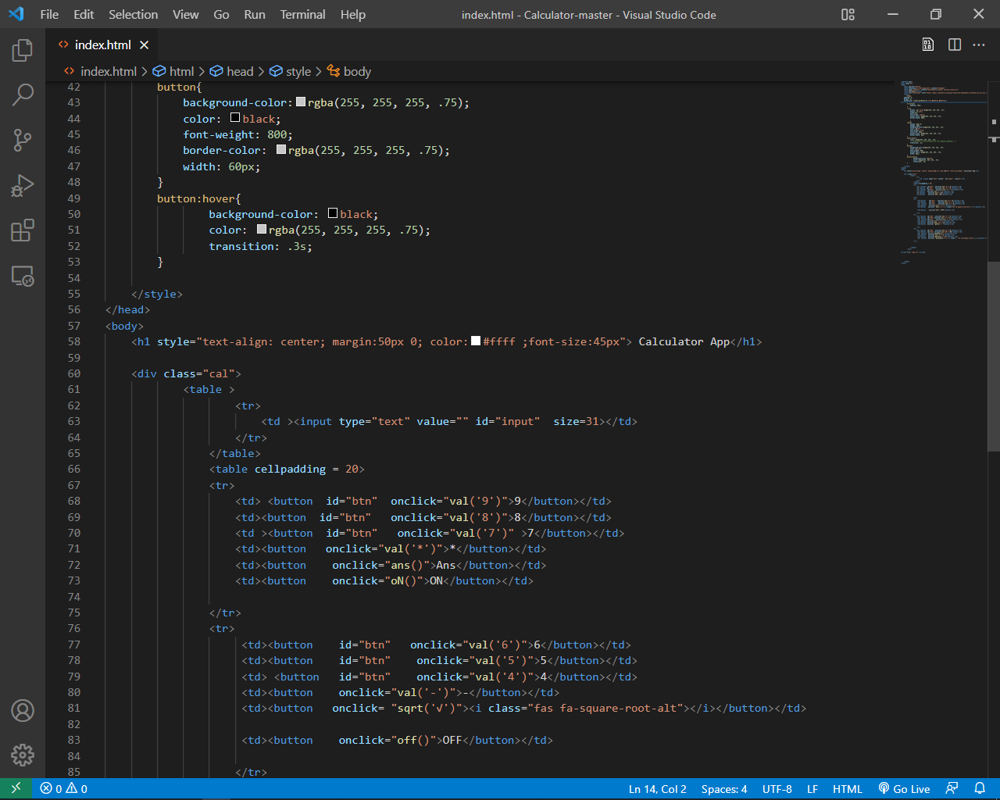 File Edit Selection View Go Run Terminal Help index.html - Calculator-master - Visual Studio Code
index.html
index.html > html > head > style > body
42 button{
43 background-color: rgba(255, 255, 255, .75);
44 color: black;
45 font-weight: 800;
46 border-color: rgba(255, 255, 255, .75);
47 width: 60px;
48 }
49 button:hover{
50 background-color: black;
51 color: rgba(255, 255, 255, .75);
52 transition: .3s;
53 }
54
55 </style>
56 </head>
57 <body>
58 <h1 style="text-align: center; margin:50px 0; color: #ffff ;font-size:45px"> Calculator App</h1>
59
60 <div class="cal">
61 <table >
62 <tr>
63 <td ><input type="text" value="" id="input"  size=31></td>
64 </tr>
65 </table>
66 <table cellpadding = 20>
67 <tr>
68 <td> <button  id="btn"  onclick="val('9')">9</button></td>
69 <td><button  id="btn"   onclick="val('8')">8</button></td>
70 <td ><button  id="btn"   onclick="val('7')" >7</button></td>
71 <td><button   onclick="val('*')">*</button></td>
72 <td><button    onclick="ans()">Ans</button></td>
73 <td><button    onclick="oN()">ON</button></td>
74
75 </tr>
76 <tr>
77 <td><button    id="btn"   onclick="val('6')">6</button></td>
78 <td><button    id="btn"    onclick="val('5')">5</button></td>
79 <td> <button   id="btn"    onclick="val('4')">4</button></td>
80 <td><button    onclick="val('-')">-</button></td>
81 <td><button   onclick= "sqrt('√')"><i class="fas fa-square-root-alt"></i></button></td>
82
83 <td><button    onclick="off()">OFF</button></td>
84
85 </tr>
0 0 Ln 14, Col 2 Spaces: 4 UTF-8 LF HTML Go Live